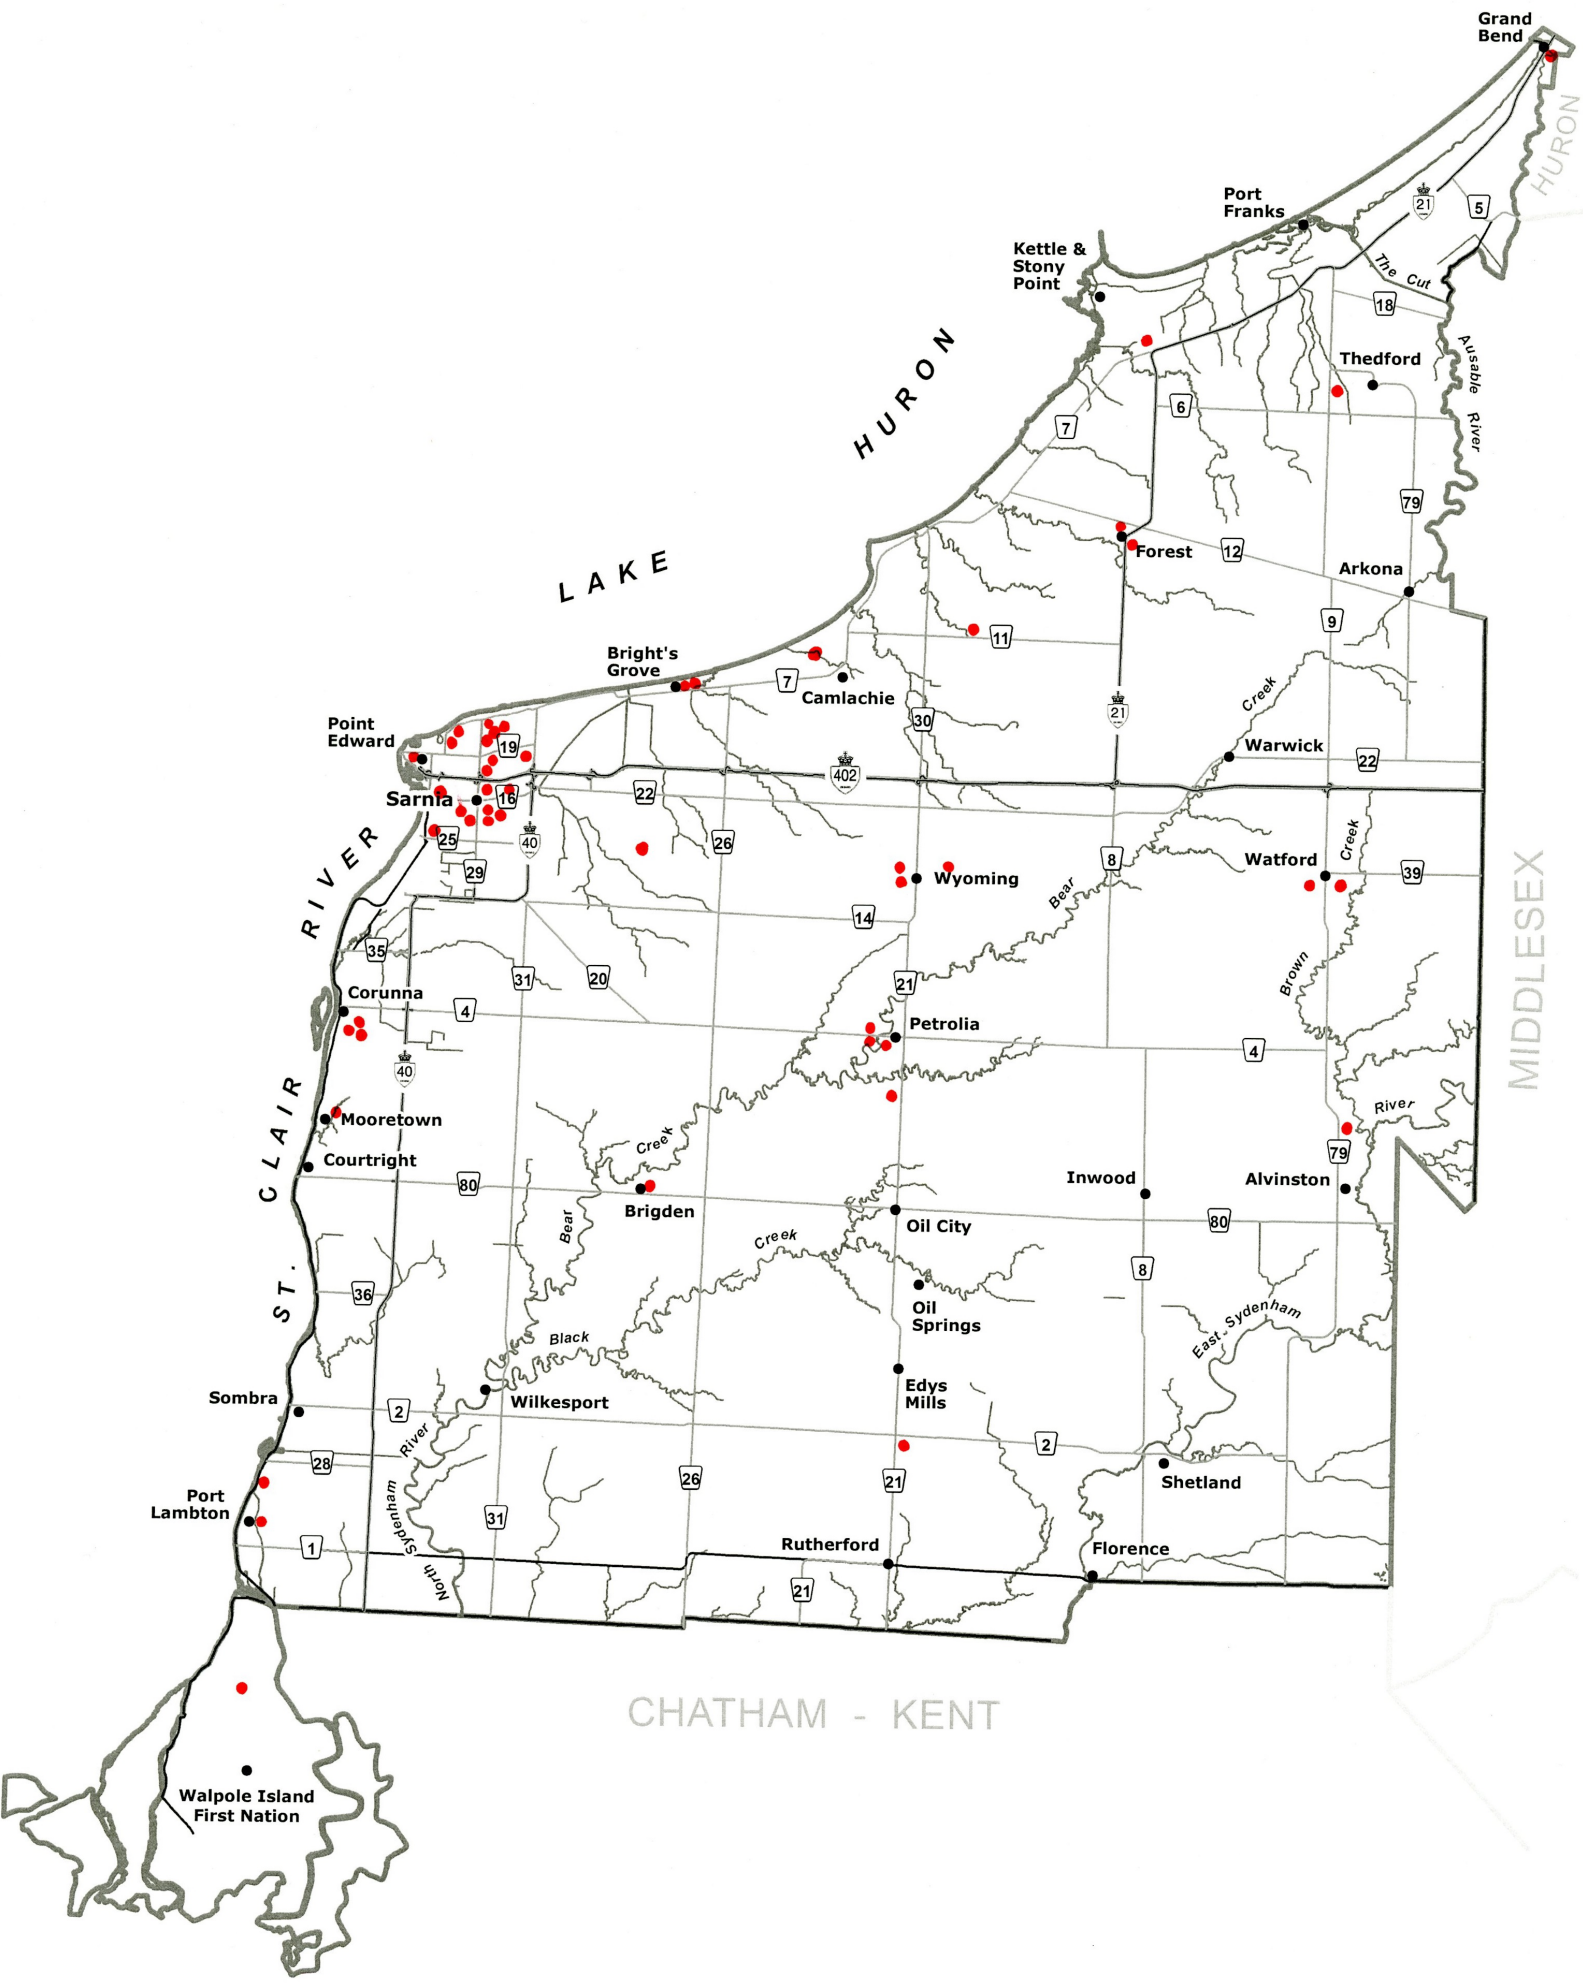 Grand
Bend
HURON
Port
Franks
21
5
Kettle &
Stony
Point
The Cut
18
HURON
Ausable River
Thedford
6
7
79
Forest
12
Arkona
LAKE
9
11
Bright's
Grove
7
Camlachie
Creek
21
30
Point
Edward
19
Warwick
22
402
Sarnia
16
22
25
40
26
RIVER
29
8
Watford
Creek
39
Wyoming
Bear
MIDDLESEX
14
35
31
20
21
Brown
Corunna
4
Petrolia
4
40
CLAIR
Mooretown
River
Creek
79
Courtright
80
Inwood
Alvinston
Brigden
Oil City
80
Bear
Creek
8
ST.
36
Oil
Springs
East Sydenham
Black
Edys
Mills
Sombra
2
Wilkesport
River
2
28
26
21
Shetland
Port
Lambton
Sydenham
31
1
Rutherford
Florence
North
21
CHATHAM - KENT
Walpole Island
First Nation